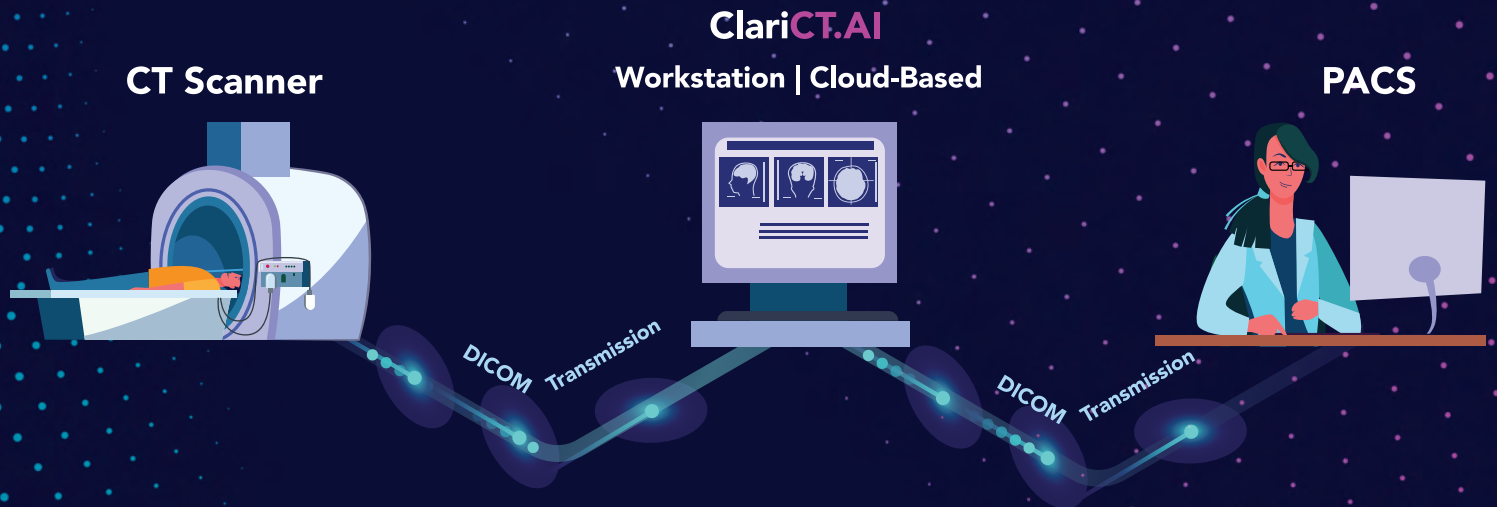 ClariCT.AI
CT Scanner
Workstation | Cloud-Based
PACS
DICOM Transmission
DICOM Transmission